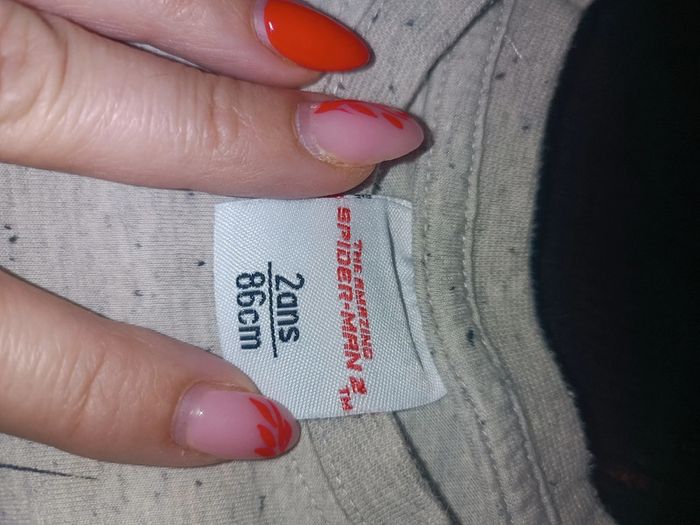 THE AMAZING
SPIDER-MAN 2
TM
2ans
86cm